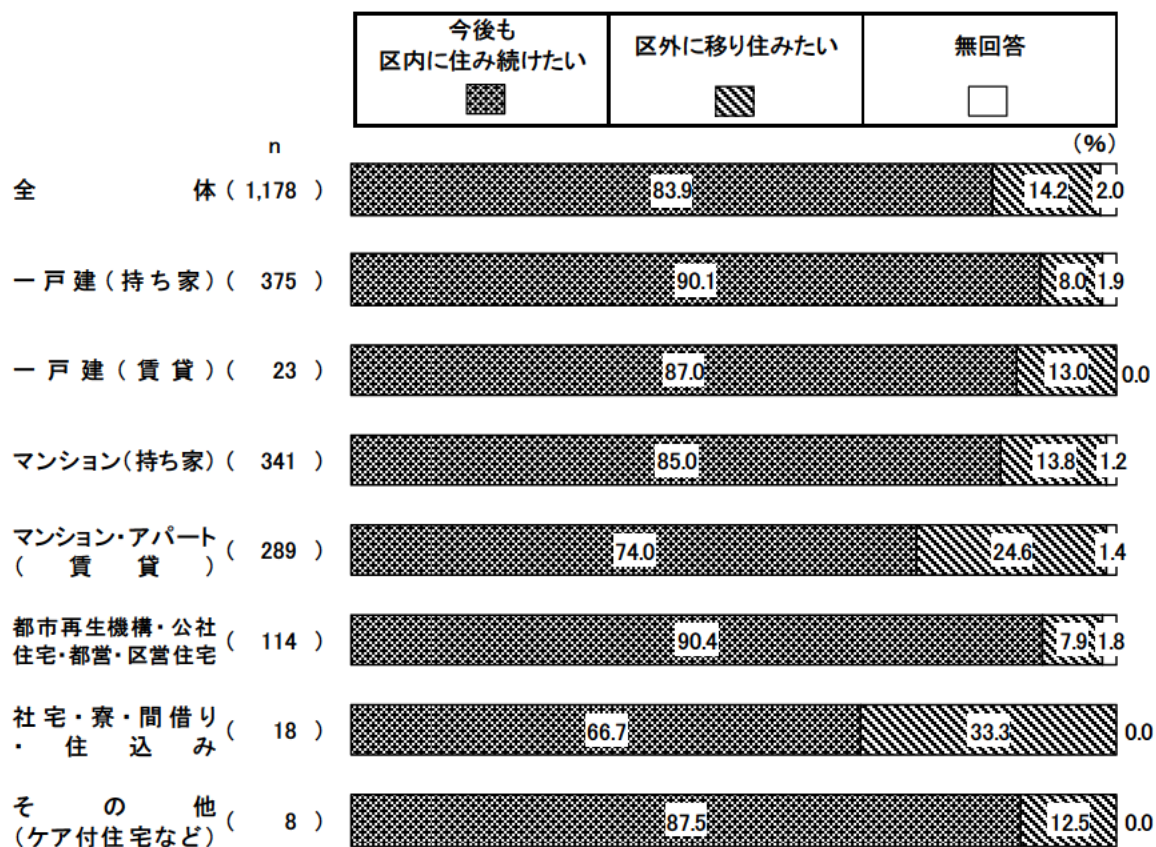 今後も
区内に住み続けたい
区外に移り住みたい
無回答
n
(%)
全体( 1,178 ) 83.9 14.2 2.0
一戸建(持ち家)( 375 ) 90.1 8.0 1.9
一戸建(賃貸)( 23 ) 87.0 13.0 0.0
マンション(持ち家)( 341 ) 85.0 13.8 1.2
マンション・アパート
(賃貸)( 289 ) 74.0 24.6 1.4
都市再生機構・公社
住宅・都営・区営住宅( 114 ) 90.4 7.9 1.8
社宅・寮・間借り
・住込み( 18 ) 66.7 33.3 0.0
その他
(ケア付住宅など)( 8 ) 87.5 12.5 0.0